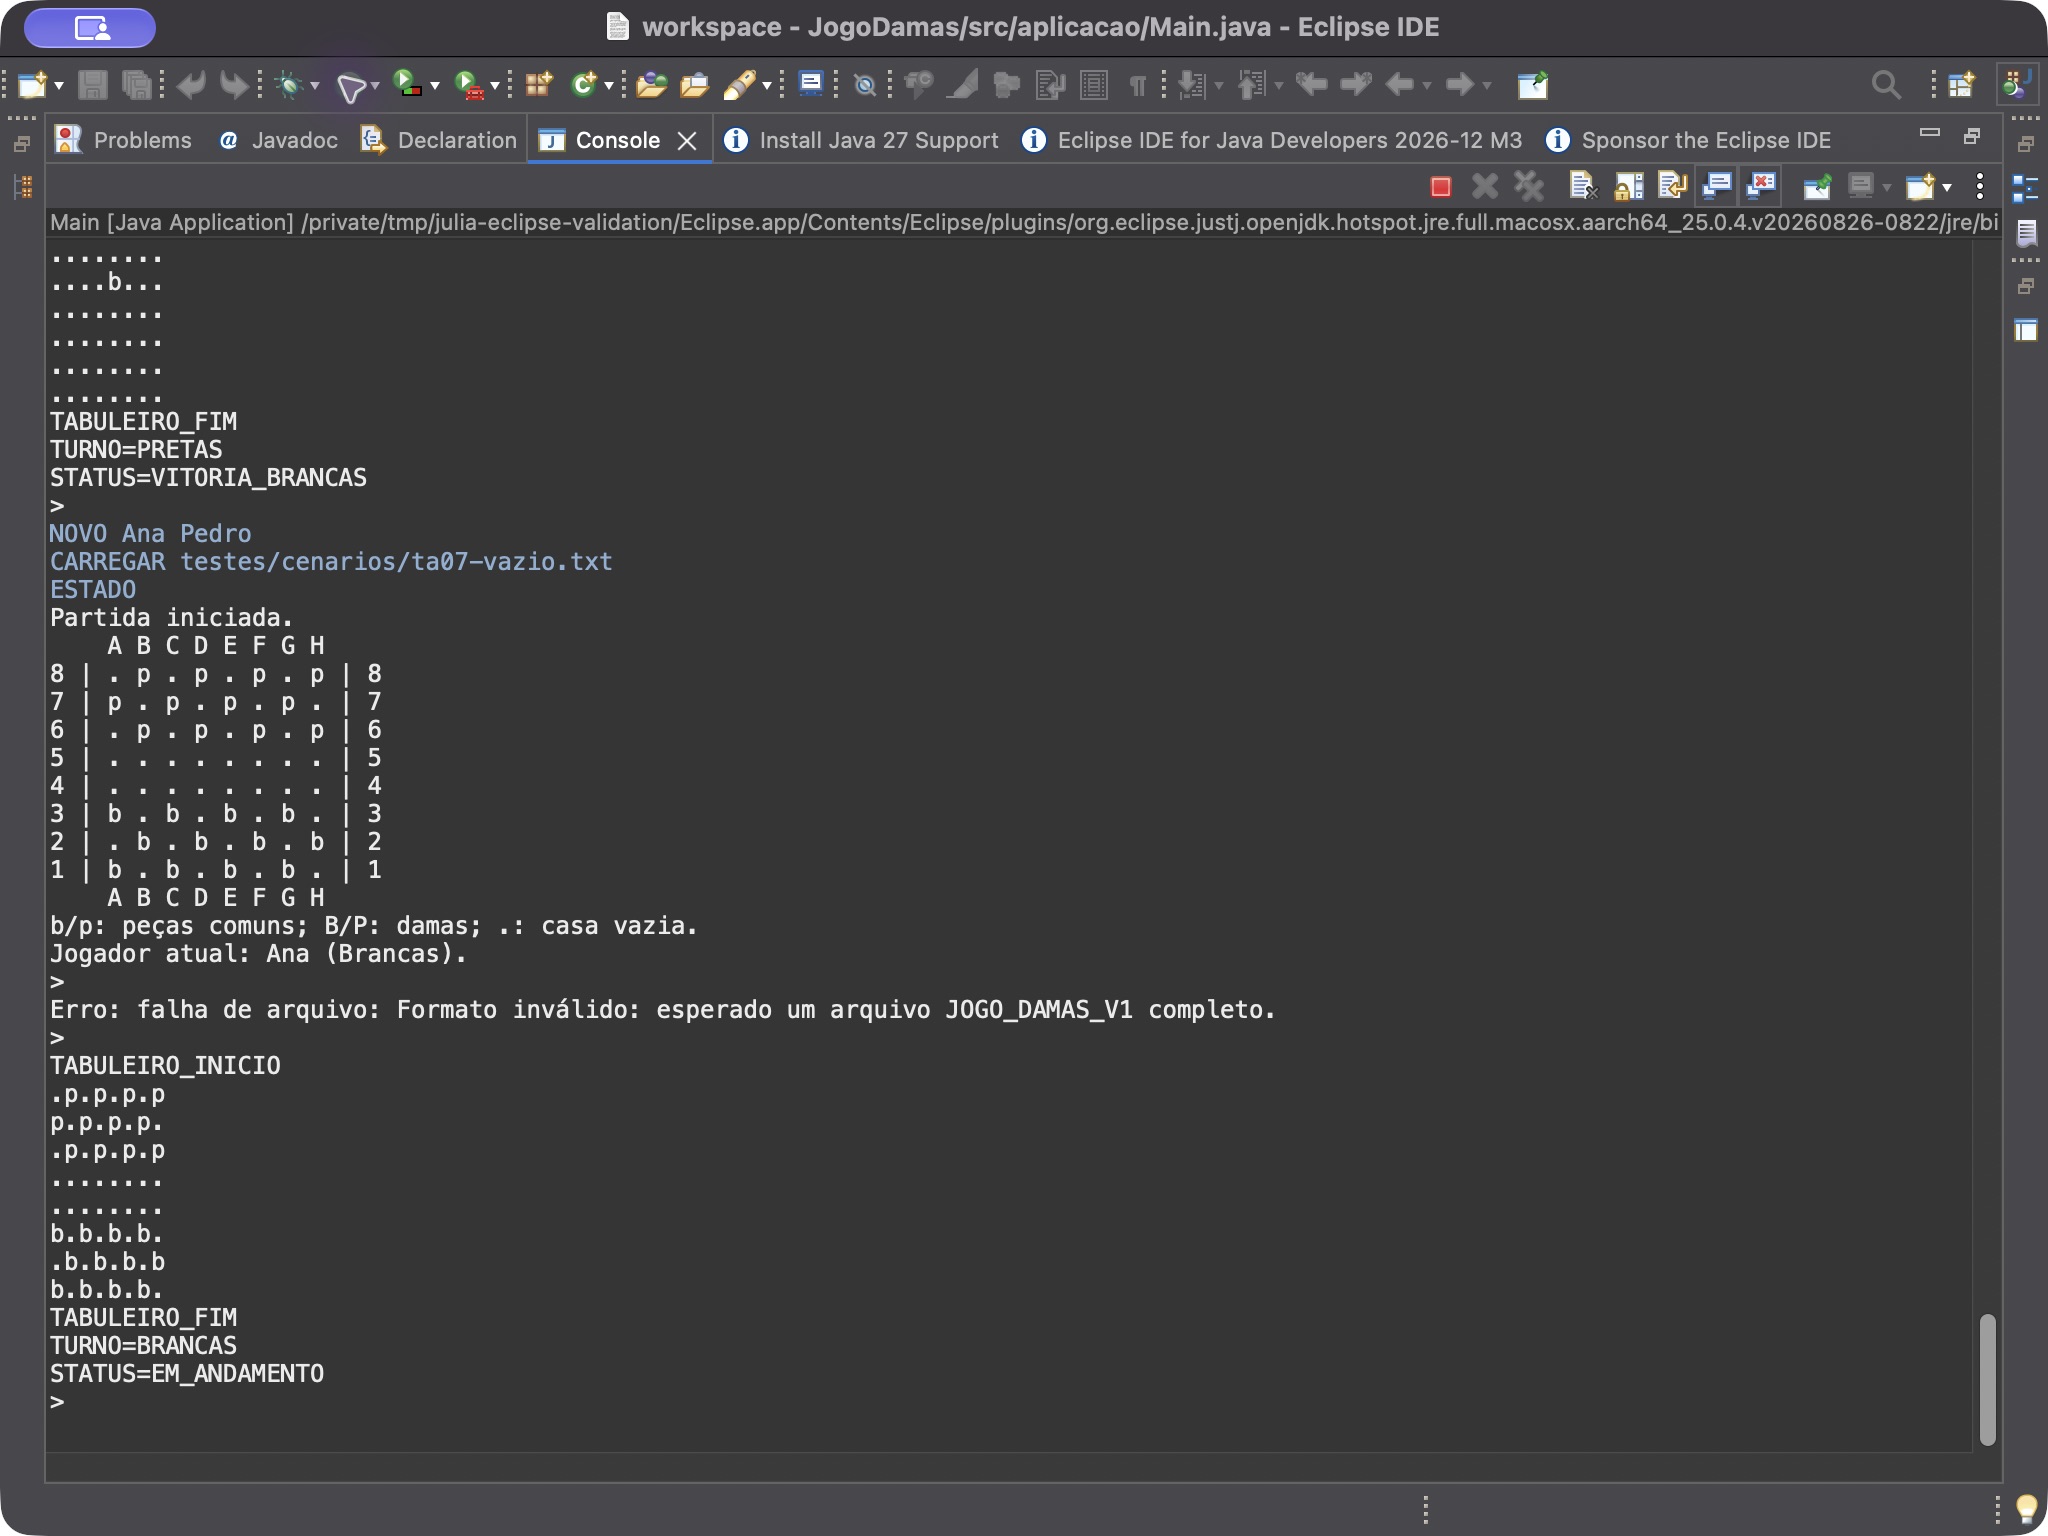 workspace - JogoDamas/src/aplicacao/Main.java - Eclipse IDE
Problems Javadoc Declaration Console Install Java 27 Support Eclipse IDE for Java Developers 2026-12 M3 Sponsor the Eclipse IDE
Main [Java Application] /private/tmp/julia-eclipse-validation/Eclipse.app/Contents/Eclipse/plugins/org.eclipse.justj.openjdk.hotspot.jre.full.macosx.aarch64_25.0.4.v20260826-0822/jre/bi
........
....b...
........
........
........
........
TABULEIRO_FIM
TURNO=PRETAS
STATUS=VITORIA_BRANCAS
>
NOVO Ana Pedro
CARREGAR testes/cenarios/ta07-vazio.txt
ESTADO
Partida iniciada.
A B C D E F G H
8 | . p . p . p . p | 8
7 | p . p . p . p . | 7
6 | . p . p . p . p | 6
5 | . . . . . . . . | 5
4 | . . . . . . . . | 4
3 | b . b . b . b . | 3
2 | . b . b . b . b | 2
1 | b . b . b . b . | 1
A B C D E F G H
b/p: peças comuns; B/P: damas; .: casa vazia.
Jogador atual: Ana (Brancas).
>
Erro: falha de arquivo: Formato inválido: esperado um arquivo JOGO_DAMAS_V1 completo.
>
TABULEIRO_INICIO
.p.p.p.p
p.p.p.p.
.p.p.p.p
........
........
b.b.b.b.
.b.b.b.b
b.b.b.b.
TABULEIRO_FIM
TURNO=BRANCAS
STATUS=EM_ANDAMENTO
>